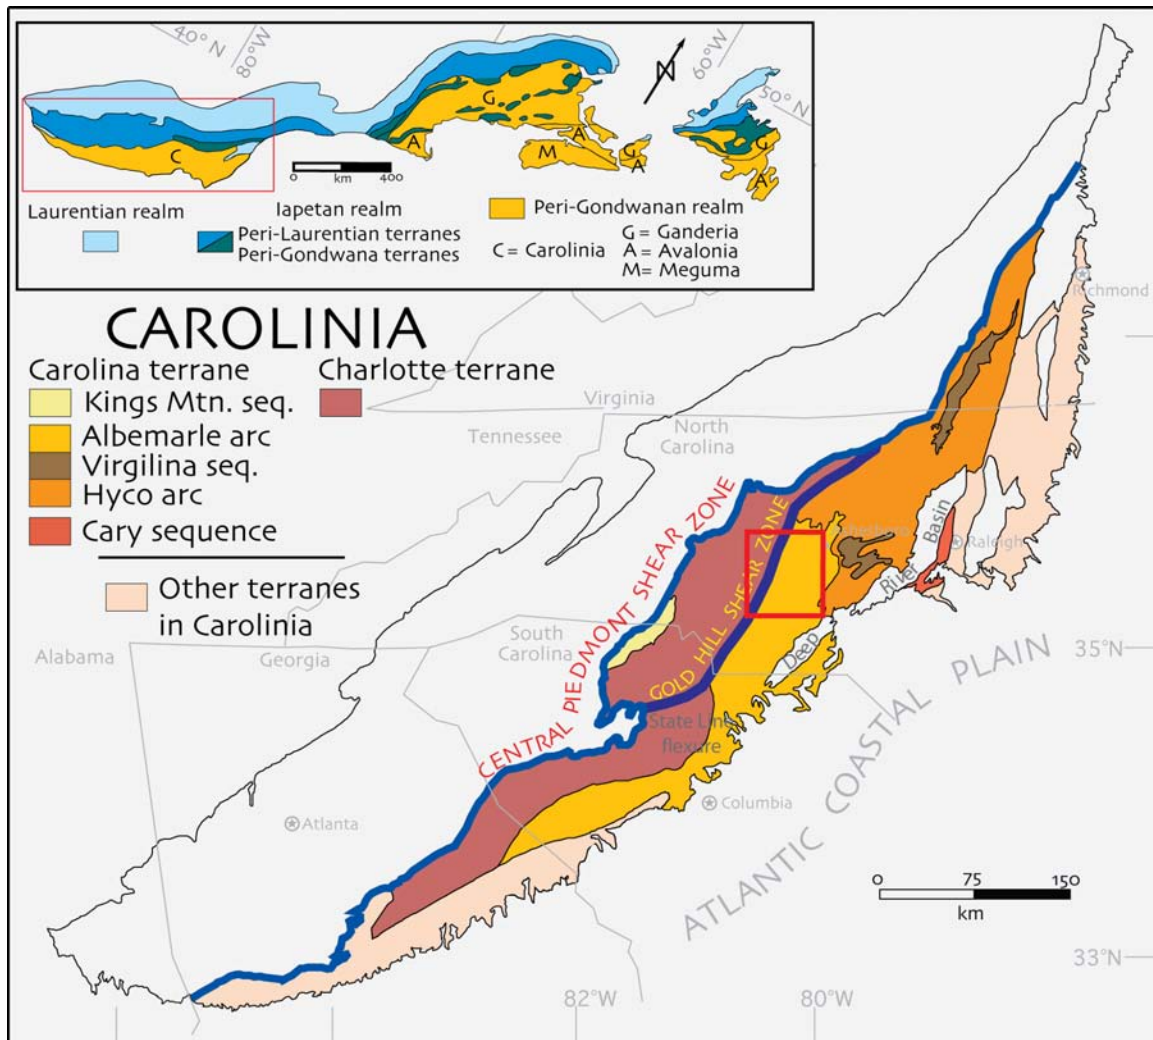 40° N
80°W
N
60°W
50° N
G
A
A
M
G
A
G
A
C
0
km
400
Laurentian realm
Iapetan realm
Peri-Laurentian terranes
Peri-Gondwana terranes
Peri-Gondwanan realm
C = Carolinia
G = Ganderia
A = Avalonia
M= Meguma
CAROLINIA
Carolina terrane
Charlotte terrane
Kings Mtn. seq.
Albemarle arc
Virgilina seq.
Hyco arc
Cary sequence
Other terranes
in Carolinia
Richmond
Virginia
Tennessee
North
Carolina
CENTRAL PIEDMONT SHEAR ZONE
GOLD HILL SHEAR ZONE
Deep
River
Basin
Raleigh
Alabama
Georgia
South
Carolina
State Line
flexure
35°N
Columbia
Atlanta
ATLANTIC COASTAL PLAIN
0
75
150
km
33°N
82°W
80°W